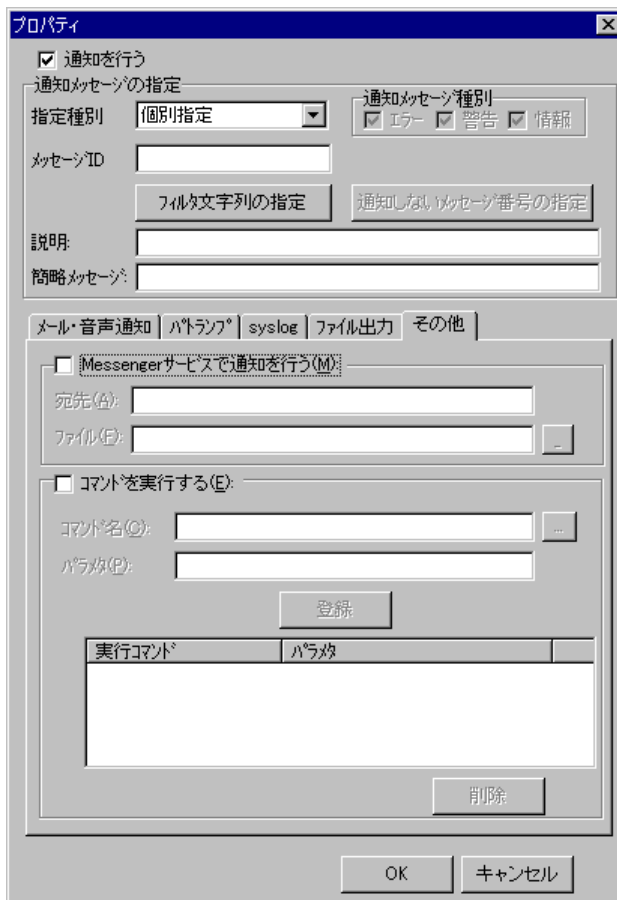 プロパティ
通知を行う
通知メッセージの指定
指定種別 個別指定
通知メッセージ種別
エラー 警告 情報
メッセージID
フィルタ文字列の指定 通知しないメッセージ番号の指定
説明:
簡略メッセージ:
メール・音声通知 パトランプ syslog ファイル出力 その他
Messengerサービスで通知を行う(M):
宛先(A):
ファイル(F): _
コマンドを実行する(E):
コマンド名(C): ...
パラメタ(P):
登録
実行コマンド パラメタ
削除
OK キャンセル